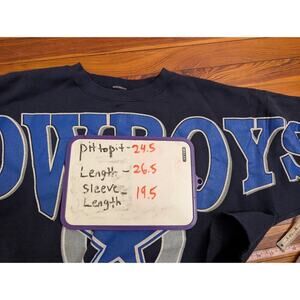 OWBOYS
pit to pit - 24.5
Length - 26.5
Sleeve - 19.5
Length